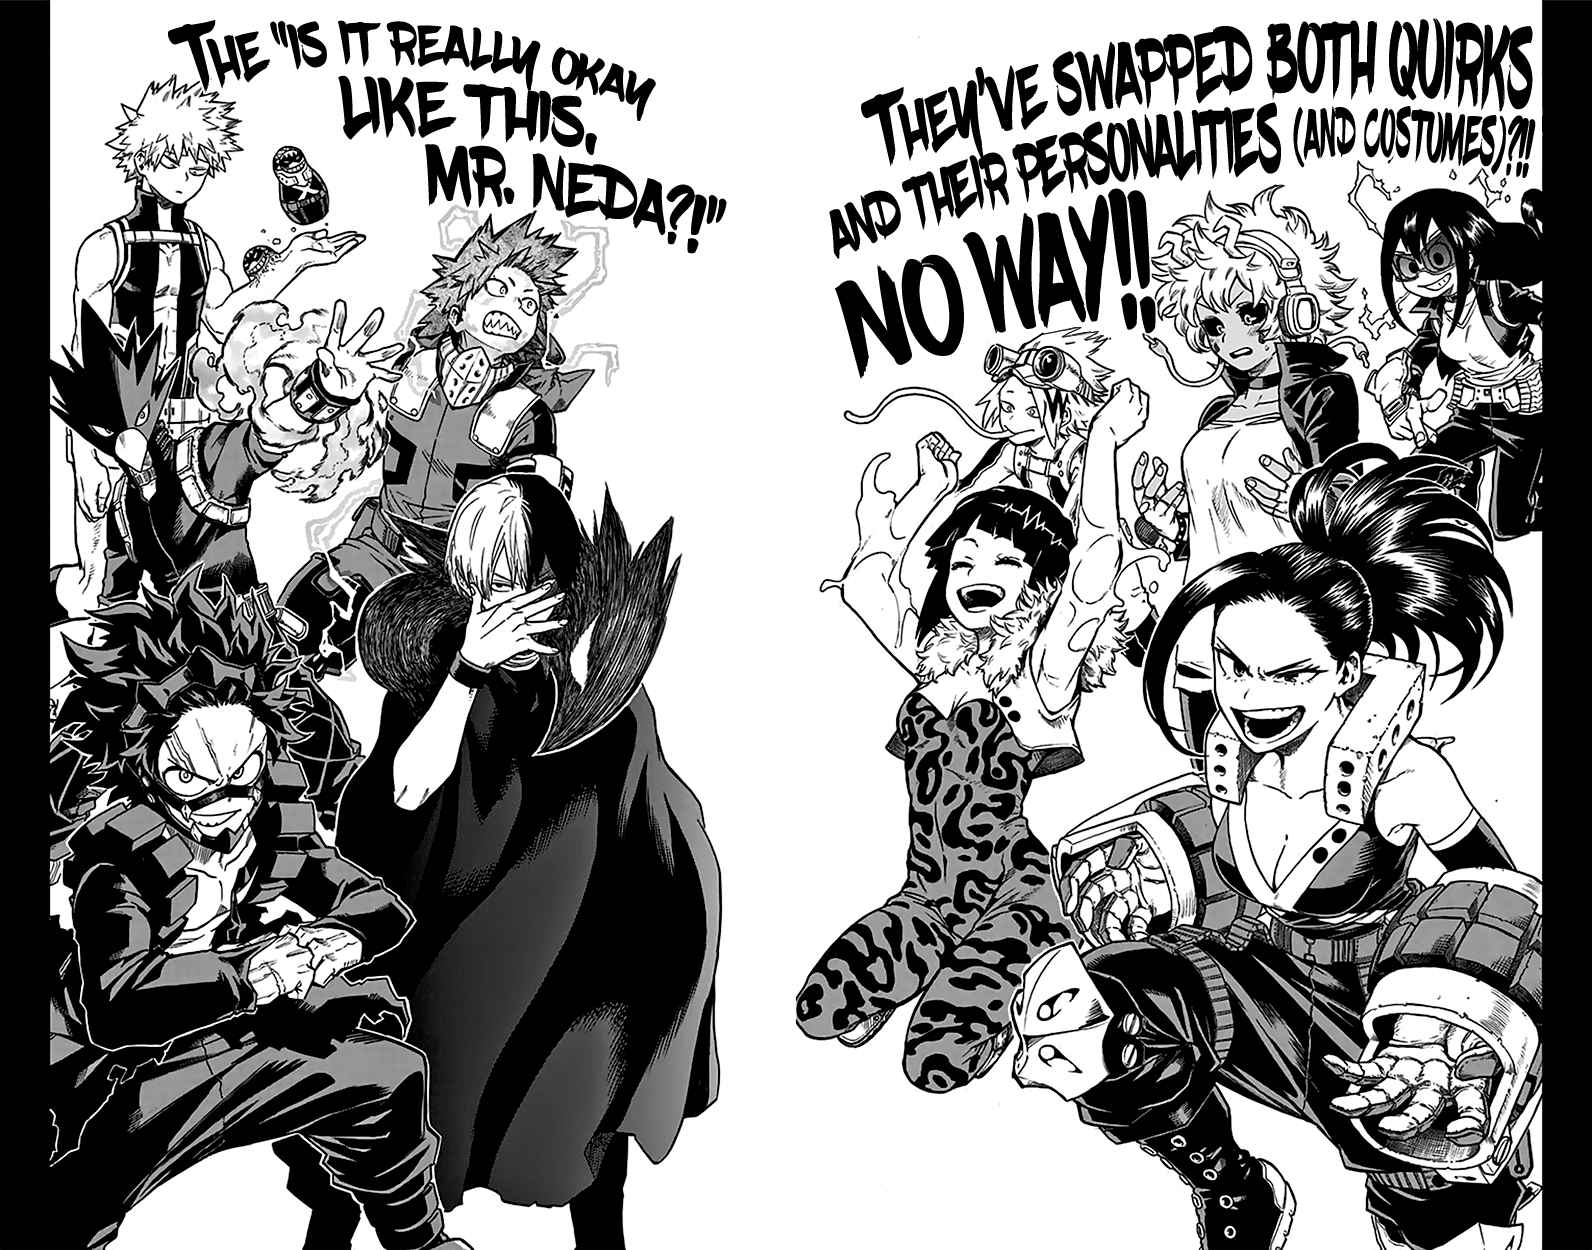 THE "IS IT REALLY OKAY
LIKE THIS,
MR. NEDA?!"
THEY'VE SWAPPED BOTH QUIRKS
AND THEIR PERSONALITIES (AND COSTUMES)?!!
NO WAY!!